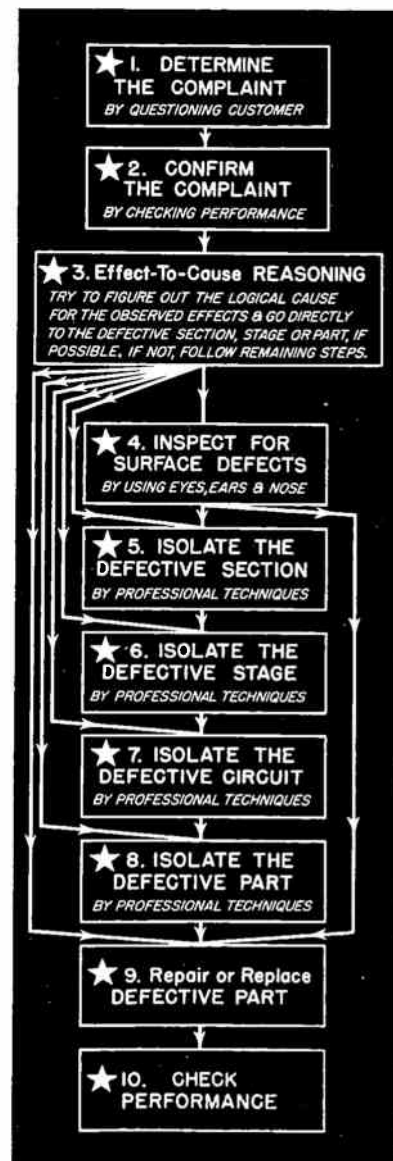 ★ 1. DETERMINE
THE COMPLAINT
BY QUESTIONING CUSTOMER
★ 2. CONFIRM
THE COMPLAINT
BY CHECKING PERFORMANCE
★ 3. Effect-To-Cause REASONING
TRY TO FIGURE OUT THE LOGICAL CAUSE
FOR THE OBSERVED EFFECTS & GO DIRECTLY
TO THE DEFECTIVE SECTION, STAGE OR PART, IF
POSSIBLE. IF NOT, FOLLOW REMAINING STEPS.
★ 4. INSPECT FOR
SURFACE DEFECTS
BY USING EYES, EARS & NOSE
★ 5. ISOLATE THE
DEFECTIVE SECTION
BY PROFESSIONAL TECHNIQUES
★ 6. ISOLATE THE
DEFECTIVE STAGE
BY PROFESSIONAL TECHNIQUES
★ 7. ISOLATE THE
DEFECTIVE CIRCUIT
BY PROFESSIONAL TECHNIQUES
★ 8. ISOLATE THE
DEFECTIVE PART
BY PROFESSIONAL TECHNIQUES
★ 9. Repair or Replace
DEFECTIVE PART
★ 10. CHECK
PERFORMANCE